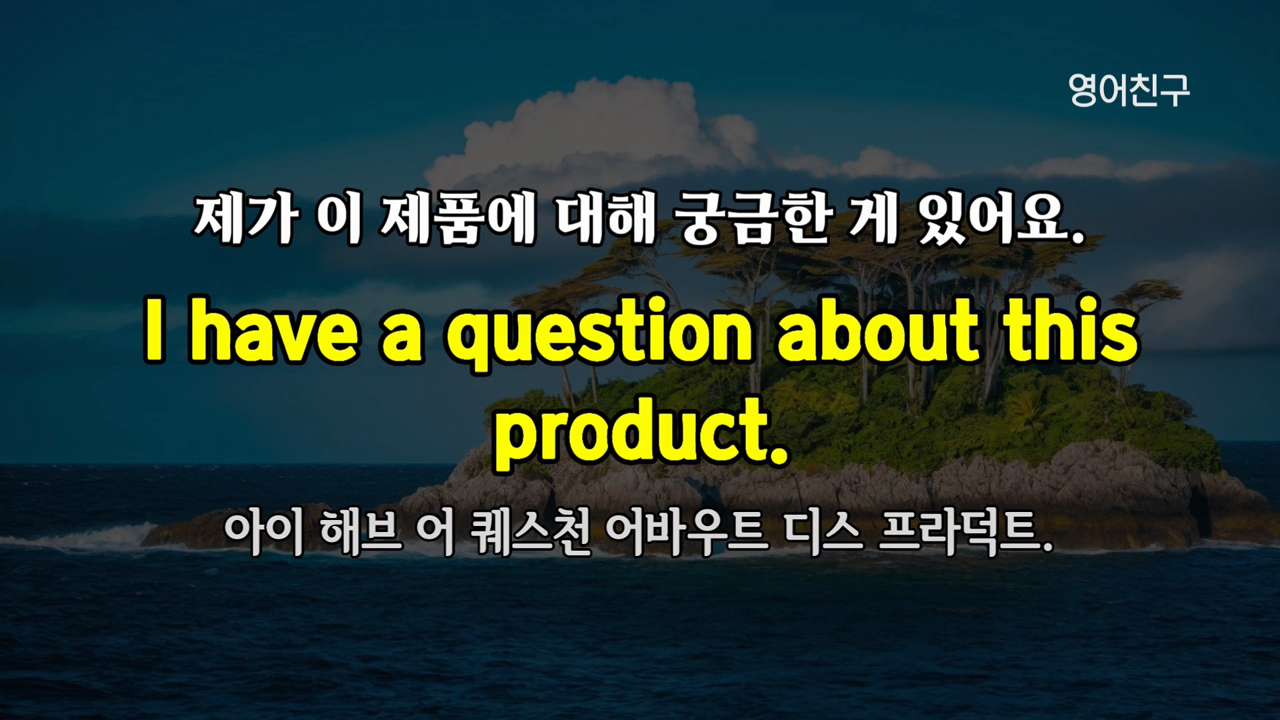 영어친구
제가 이 제품에 대해 궁금한 게 있어요.
I have a question about this
product.
아이 해브 어 퀘스천 어바우트 디스 프라덕트.